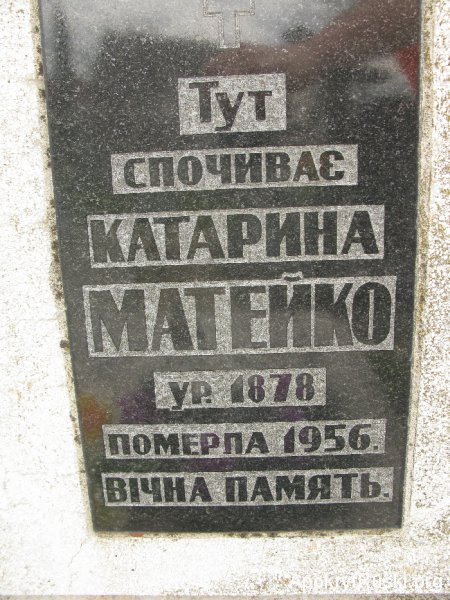 Тут
спочиває
КАТАРИНА
МАТЕЙКО
ур. 1878
ПОМЕРЛА 1956.
ВІЧНА ПАМЯТЬ.